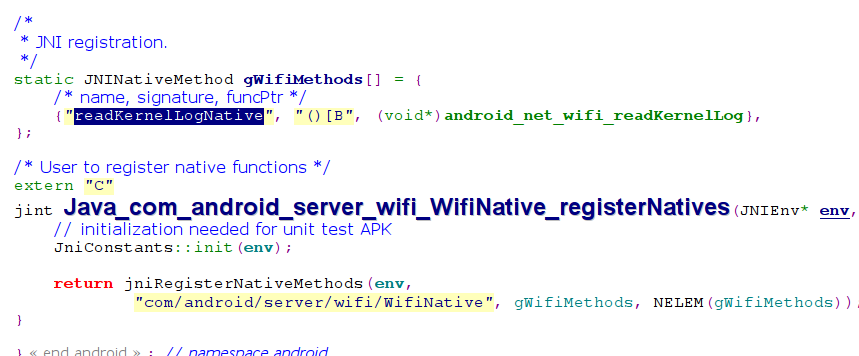 /*
 * JNI registration.
 */
static JNINativeMethod gWifiMethods[] = {
    /* name, signature, funcPtr */
    {"readKernelLogNative", "()[B", (void*)android_net_wifi_readKernelLog},
};
/* User to register native functions */
extern "C"
jint Java_com_android_server_wifi_WifiNative_registerNatives(JNIEnv* env,
    // initialization needed for unit test APK
    JniConstants::init(env);
    return jniRegisterNativeMethods(env,
            "com/android/server/wifi/WifiNative", gWifiMethods, NELEM(gWifiMethods));
}
} « end android » ; // namespace android